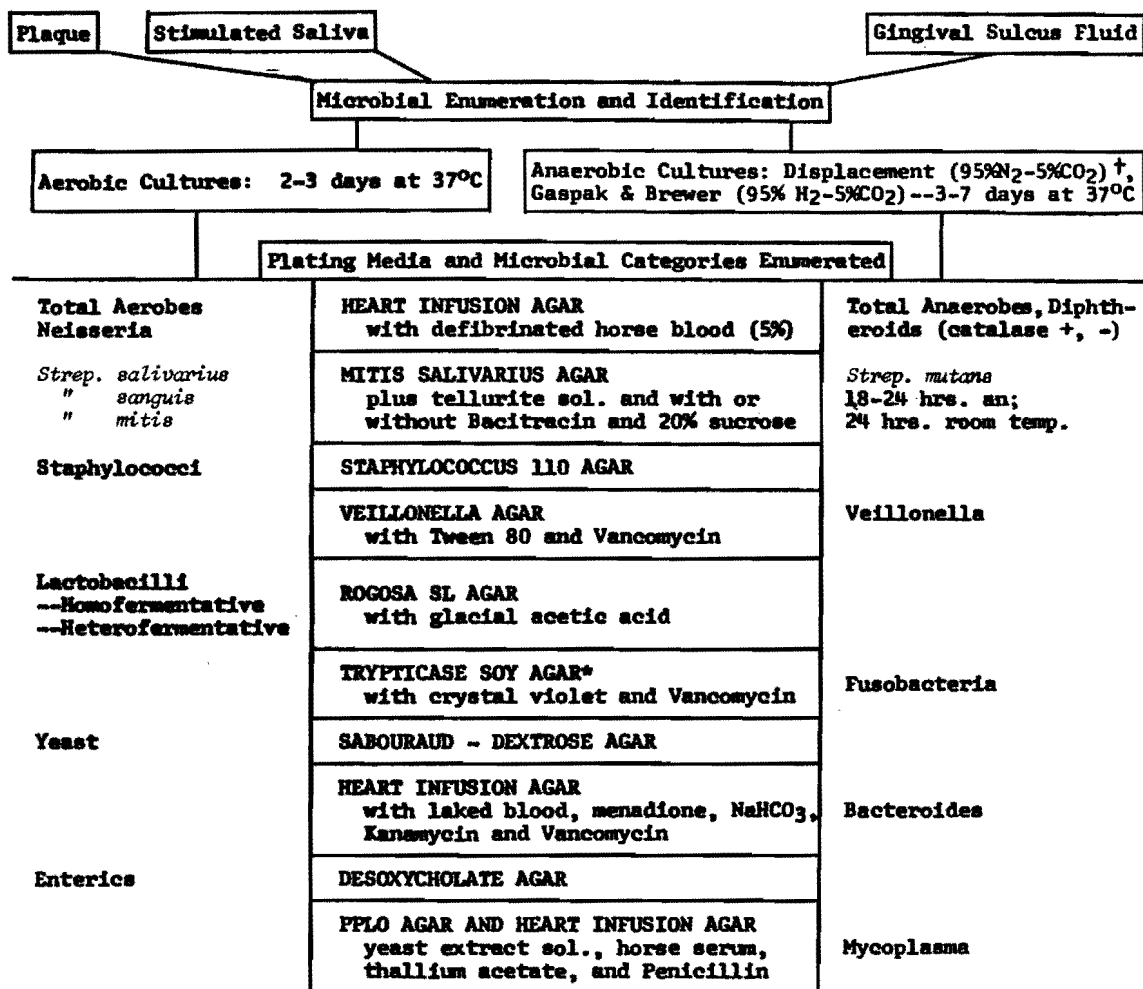 Plaque
Stimulated Saliva
Gingival Sulcus Fluid
Microbial Enumeration and Identification
Aerobic Cultures: 2-3 days at 37°C
Anaerobic Cultures: Displacement (95%N₂-5%CO₂)†,
Gaspak & Brewer (95% H₂-5%CO₂)--3-7 days at 37°C
Plating Media and Microbial Categories Enumerated
Total Aerobes
Neisseria
HEART INFUSION AGAR
with defibrinated horse blood (5%)
Total Anaerobes, Diphth-
eroids (catalase +, -)
Strep. salivarius
" sanguis
" mitis
MITIS SALIVARIUS AGAR
plus tellurite sol. and with or
without Bacitracin and 20% sucrose
Strep. mutans
18-24 hrs. an;
24 hrs. room temp.
Staphylococci
STAPHYLOCOCCUS 110 AGAR
VEILLONELLA AGAR
with Tween 80 and Vancomycin
Veillonella
Lactobacilli
--Homofermentative
--Heterofermentative
ROGOSA SL AGAR
with glacial acetic acid
TRYPTICASE SOY AGAR*
with crystal violet and Vancomycin
Fusobacteria
Yeast
SABOURAUD - DEXTROSE AGAR
HEART INFUSION AGAR
with laked blood, menadione, NaHCO₃,
Kanamycin and Vancomycin
Bacteroides
Enterics
DESOXYCHOLATE AGAR
PPLO AGAR AND HEART INFUSION AGAR
yeast extract sol., horse serum,
thallium acetate, and Penicillin
Mycoplasma